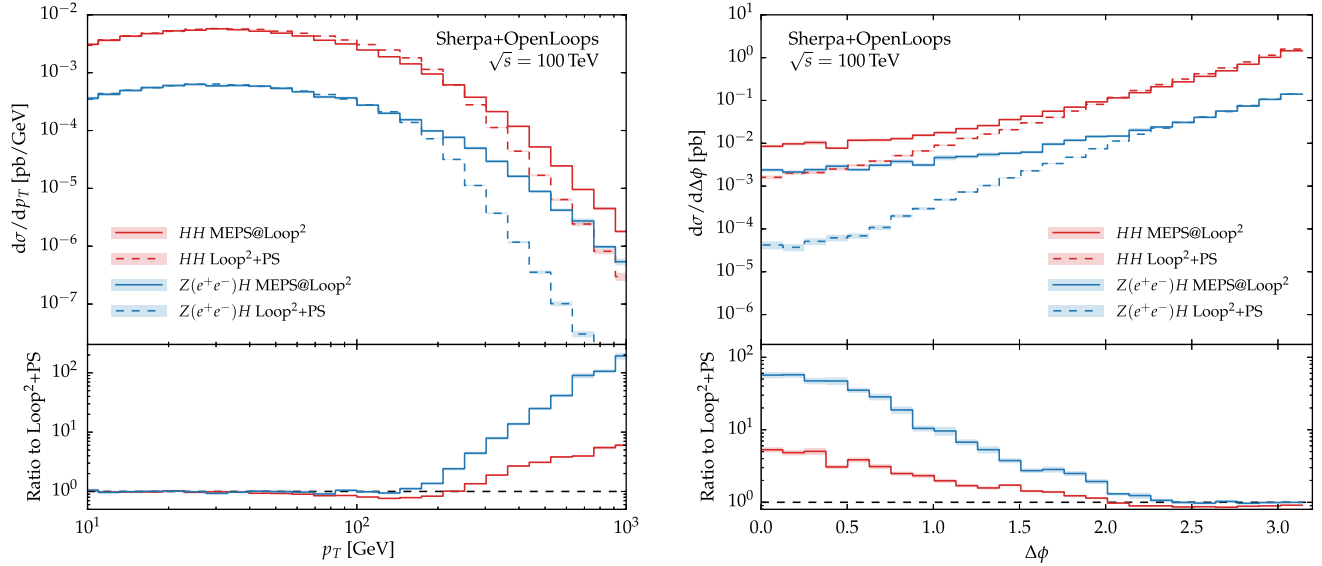 Sherpa+OpenLoops
√s = 100 TeV
dσ/dp_T [pb/GeV]
10⁻² 10⁻³ 10⁻⁴ 10⁻⁵ 10⁻⁶ 10⁻⁷
HH MEPS@Loop²
HH Loop²+PS
Z(e⁺e⁻)H MEPS@Loop²
Z(e⁺e⁻)H Loop²+PS
Ratio to Loop²+PS
10² 10¹ 10⁰
10¹ 10² 10³
p_T [GeV]
Sherpa+OpenLoops
√s = 100 TeV
dσ/dΔϕ [pb]
10⁰ 10⁻¹ 10⁻² 10⁻³ 10⁻⁴ 10⁻⁵ 10⁻⁶
HH MEPS@Loop²
HH Loop²+PS
Z(e⁺e⁻)H MEPS@Loop²
Z(e⁺e⁻)H Loop²+PS
Ratio to Loop²+PS
10² 10¹ 10⁰
0.0 0.5 1.0 1.5 2.0 2.5 3.0
Δϕ